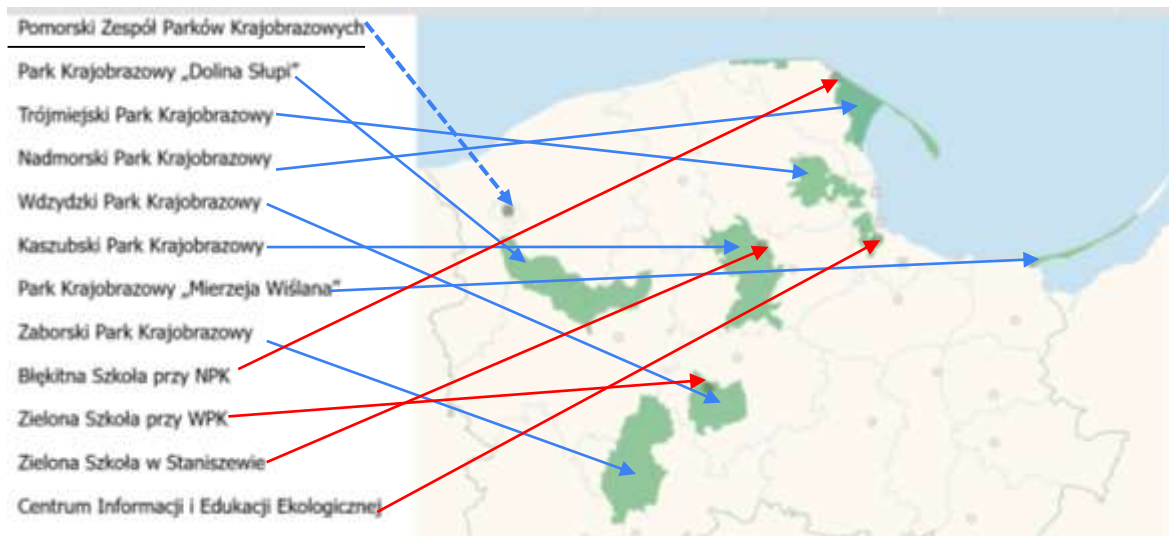 Pomorski Zespół Parków Krajobrazowych
Park Krajobrazowy „Dolina Słupi”
Trójmiejski Park Krajobrazowy
Nadmorski Park Krajobrazowy
Wdzydzki Park Krajobrazowy
Kaszubski Park Krajobrazowy
Park Krajobrazowy „Mierzeja Wiślana”
Zaborski Park Krajobrazowy
Błękitna Szkoła przy NPK
Zielona Szkoła przy WPK
Zielona Szkoła w Staniszewie
Centrum Informacji i Edukacji Ekologicznej